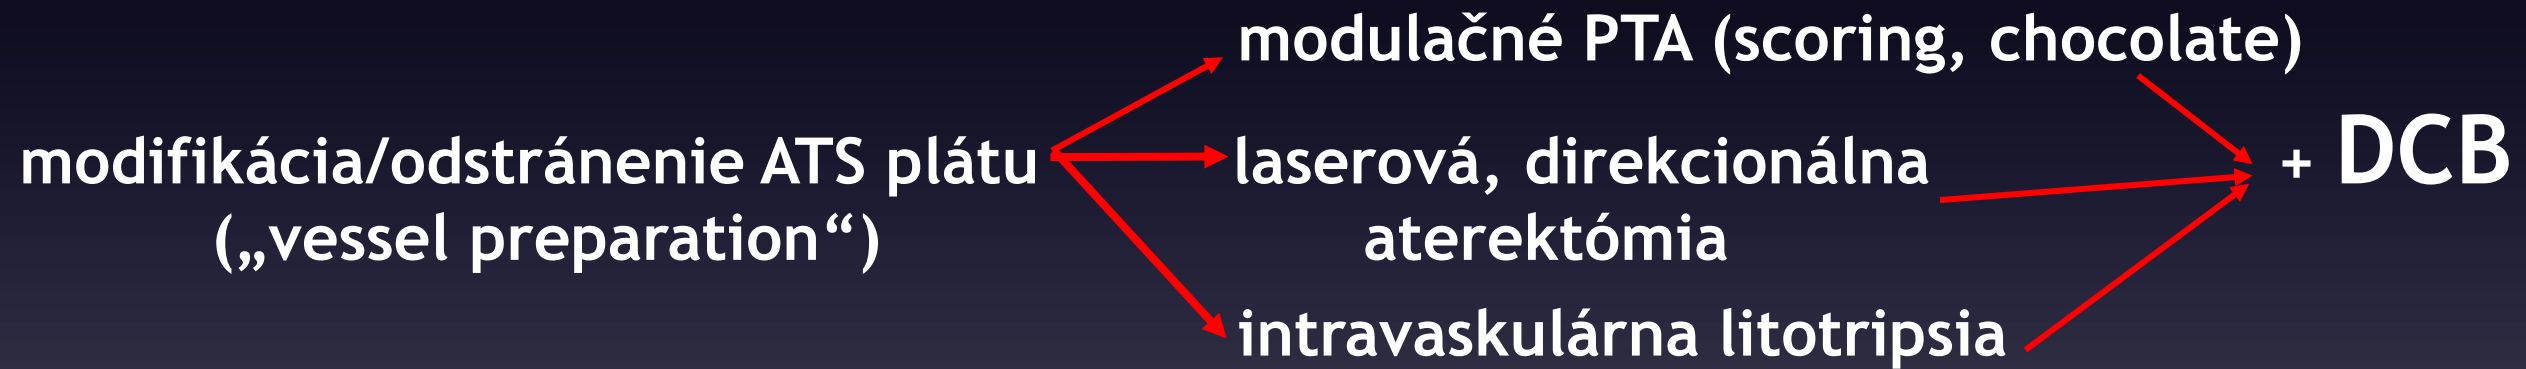 modulačné PTA (scoring, chocolate)
modifikácia/odstránenie ATS plátu
(„vessel preparation“)
laserová, direkcionálna
aterektómia
intravaskulárna litotripsia
+ DCB